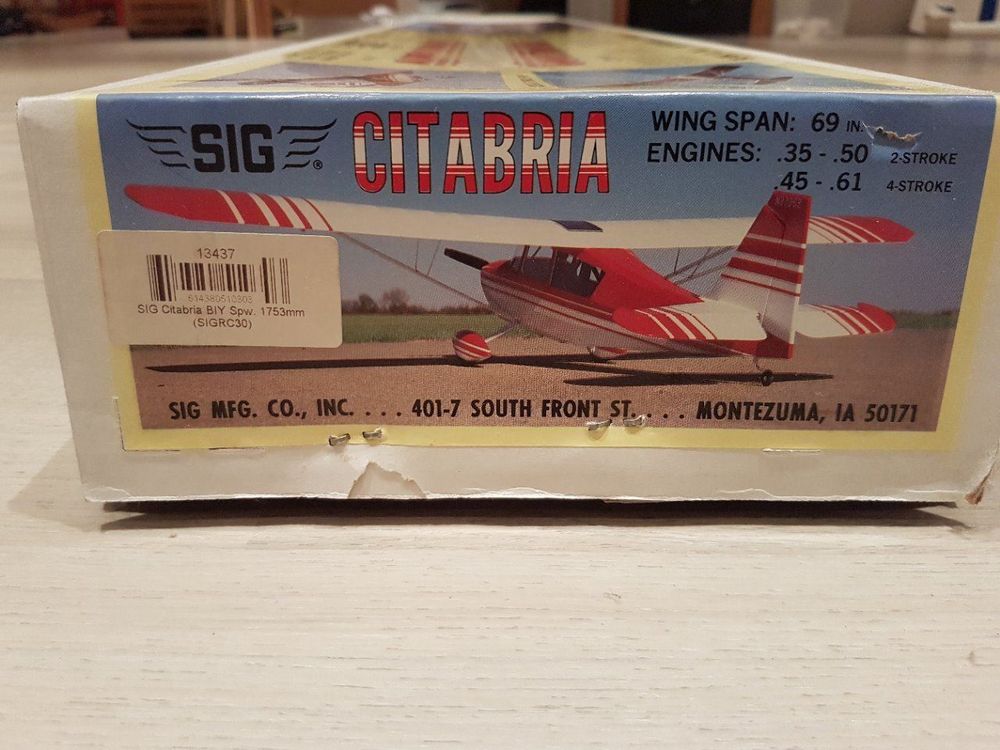 SIG®
CITABRIA
WING SPAN: 69 IN.
ENGINES: .35 - .50 2-STROKE
.45 - .61 4-STROKE
13437
614380510303
SIG Citabria BIY Spw. 1753mm
(SIGRC30)
SIG MFG. CO., INC. . . . 401-7 SOUTH FRONT ST. . . . MONTEZUMA, IA 50171